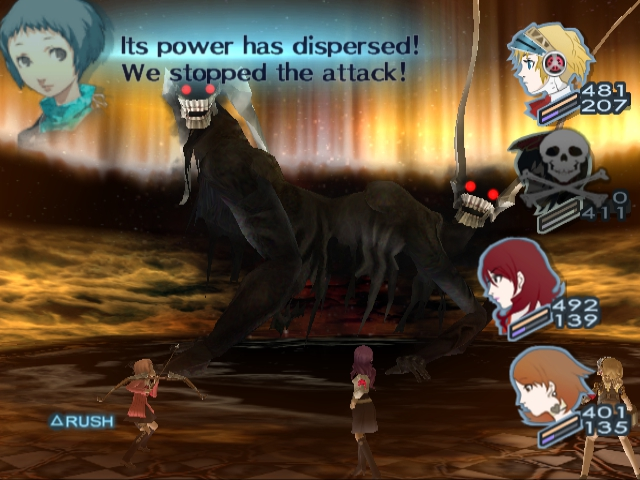 Its power has dispersed!
We stopped the attack!
481
207
0
411
492
139
401
135
△RUSH